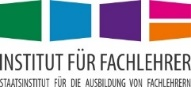 INSTITUT FÜR FACHLEHRER
STAATSINSTITUT FÜR DIE AUSBILDUNG VON FACHLEHRERN